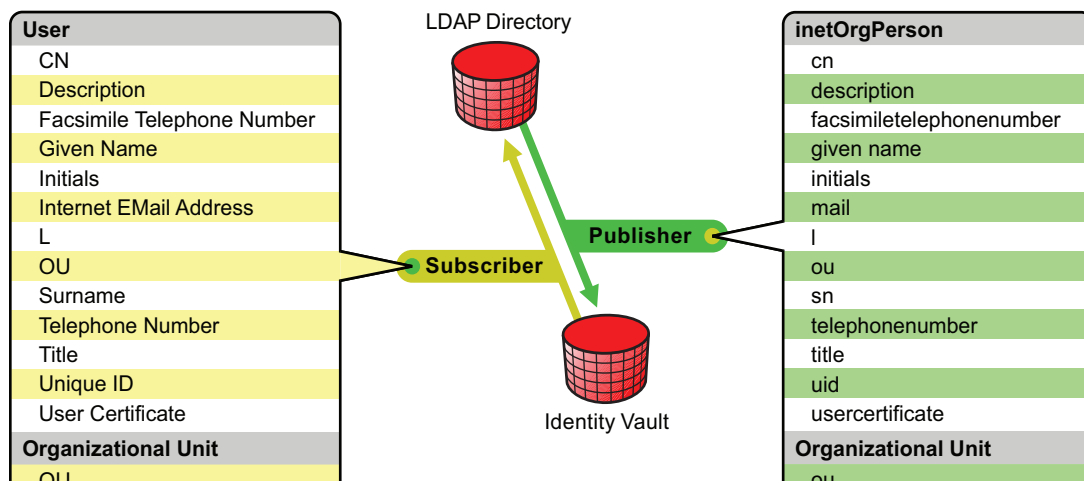 User
CN
Description
Facsimile Telephone Number
Given Name
Initials
Internet EMail Address
L
OU
Surname
Telephone Number
Title
Unique ID
User Certificate
Organizational Unit
OU
LDAP Directory
Publisher
Subscriber
Identity Vault
inetOrgPerson
cn
description
facsimiletelephonenumber
given name
initials
mail
l
ou
sn
telephonenumber
title
uid
usercertificate
Organizational Unit
ou